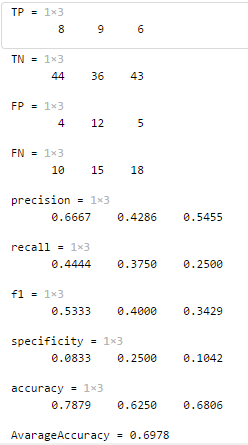 TP = 1×3
8 9 6
TN = 1×3
44 36 43
FP = 1×3
4 12 5
FN = 1×3
10 15 18
precision = 1×3
0.6667 0.4286 0.5455
recall = 1×3
0.4444 0.3750 0.2500
f1 = 1×3
0.5333 0.4000 0.3429
specificity = 1×3
0.0833 0.2500 0.1042
accuracy = 1×3
0.7879 0.6250 0.6806
AvarageAccuracy = 0.6978